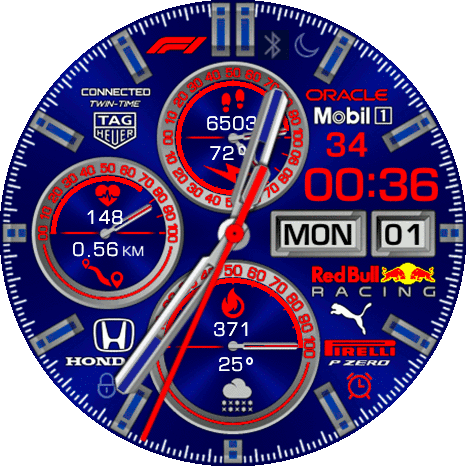 F1
CONNECTED
TWIN-TIME
TAG
HEUER
6503
72
ORACLE
Mobil 1
34
00:36
148
0.56 KM
MON 01
Red Bull
RACING
371
25°
HONDA
PUMA
PIRELLI
P ZERO